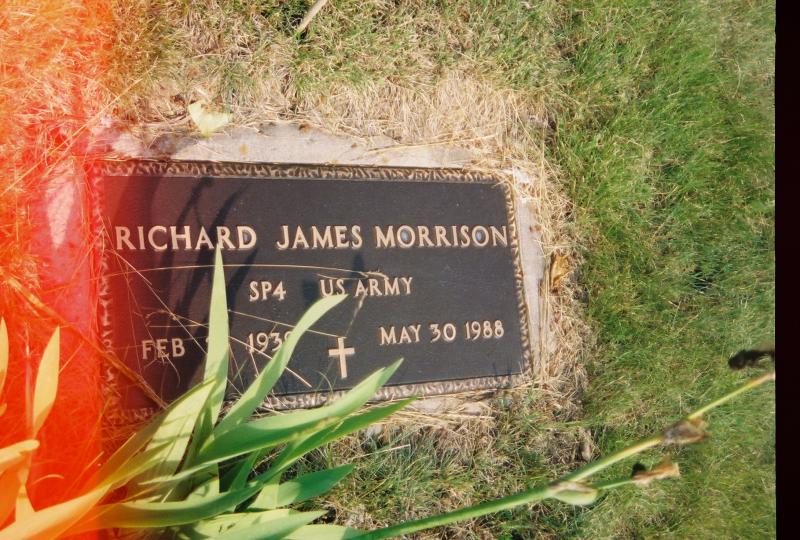 RICHARD JAMES MORRISON
SP4 US ARMY
FEB MAY 30 1988